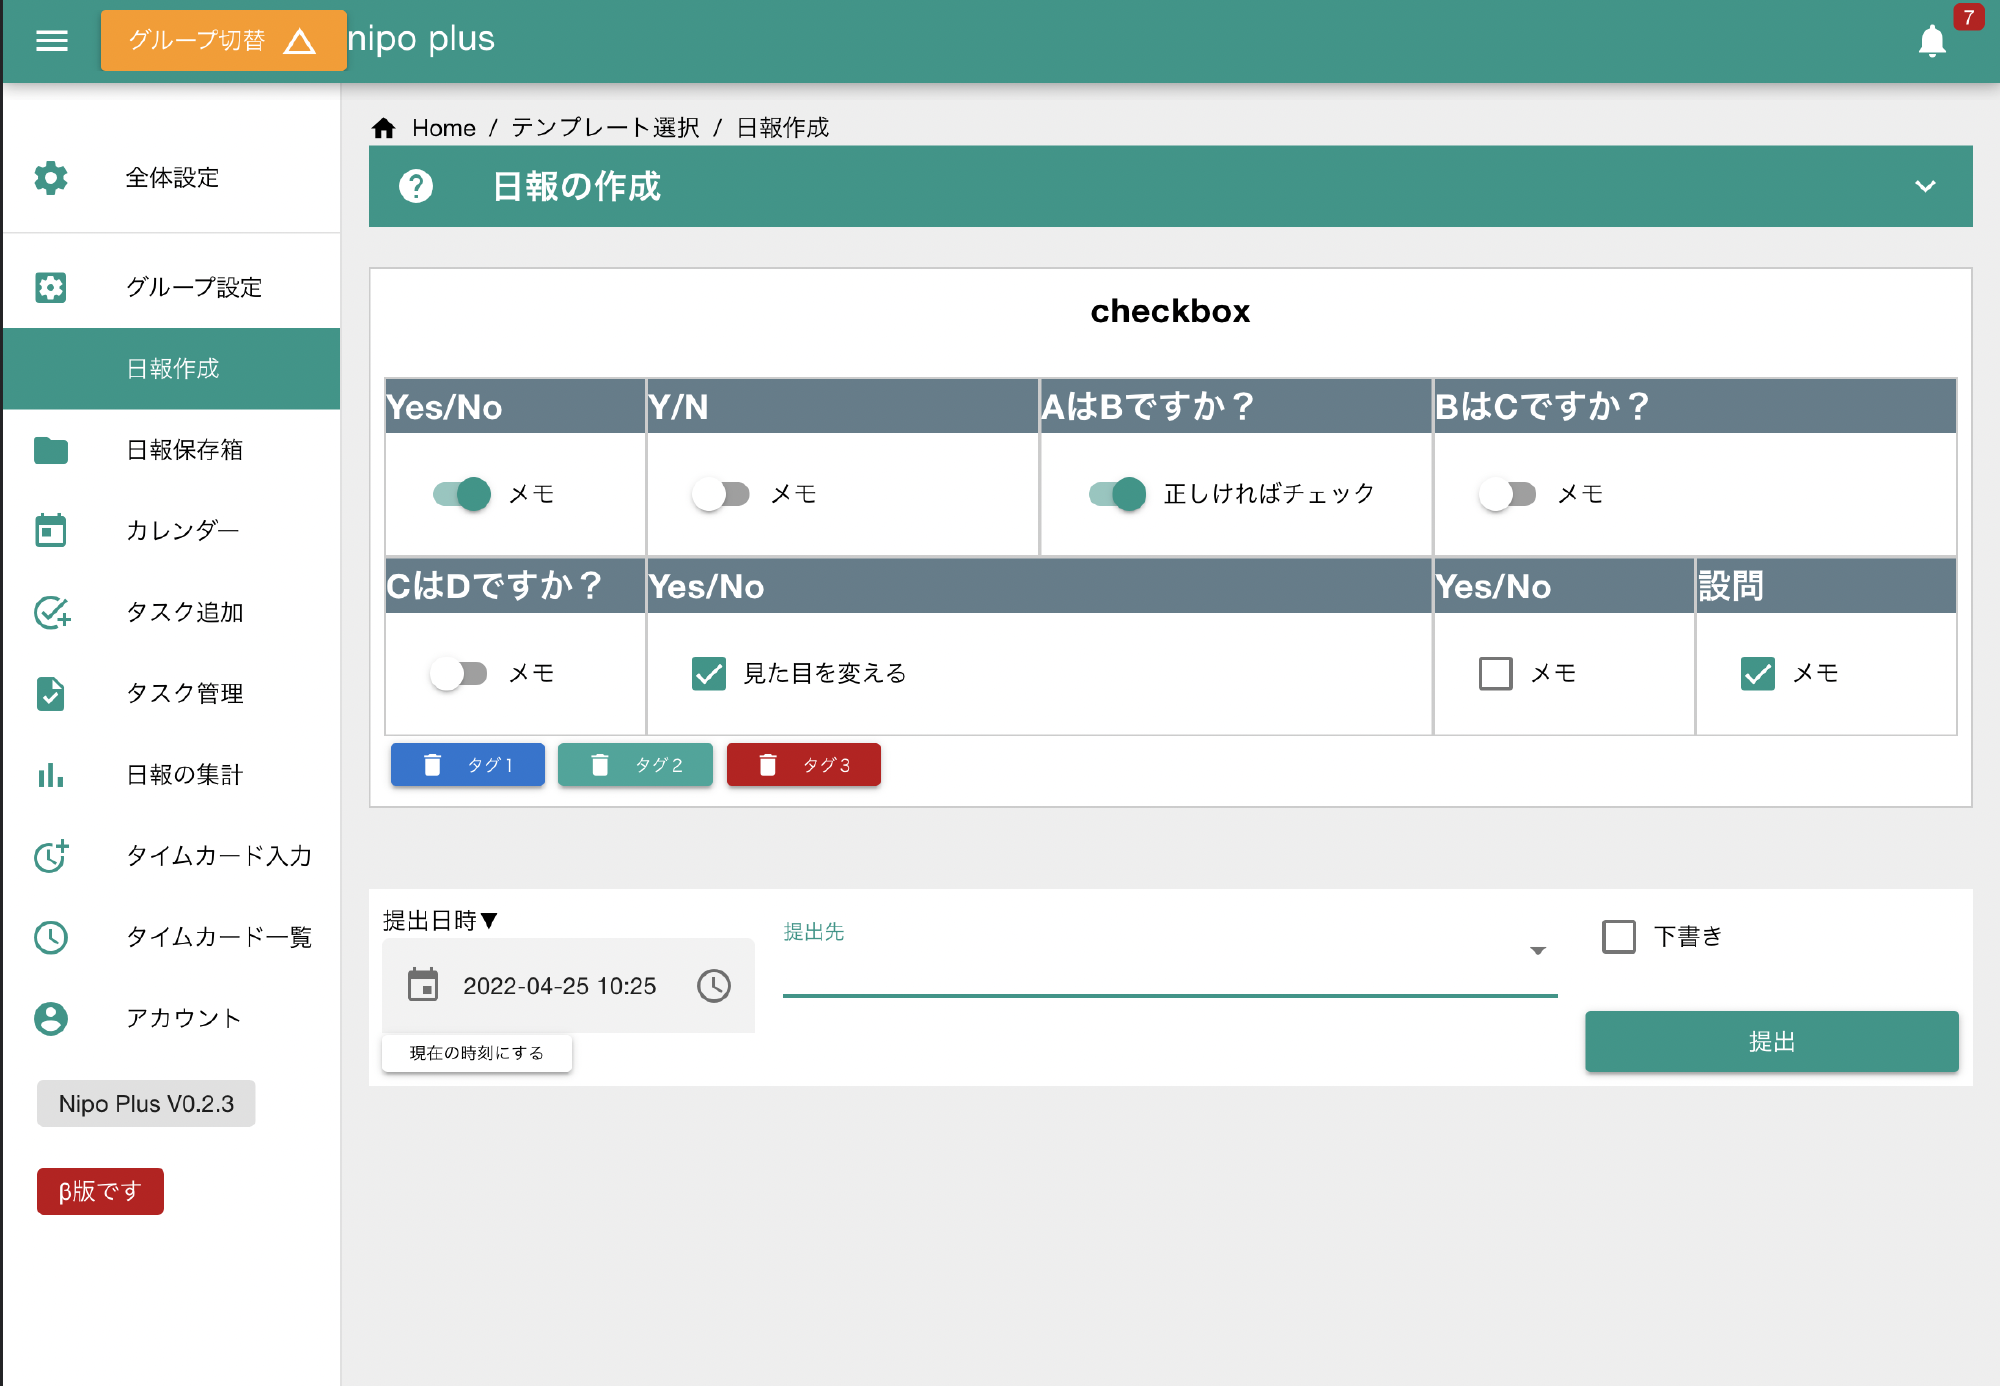 グループ切替
nipo plus
7
全体設定
グループ設定
日報作成
日報保存箱
カレンダー
タスク追加
タスク管理
日報の集計
タイムカード入力
タイムカード一覧
アカウント
Nipo Plus V0.2.3
β版です
Home / テンプレート選択 / 日報作成
日報の作成
checkbox
Yes/No Y/N AはBですか？ BはCですか？
メモ メモ 正しければチェック メモ
CはDですか？ Yes/No Yes/No 設問
メモ 見た目を変える メモ メモ
タグ1 タグ2 タグ3
提出日時▼
2022-04-25 10:25
現在の時刻にする
提出先
下書き
提出